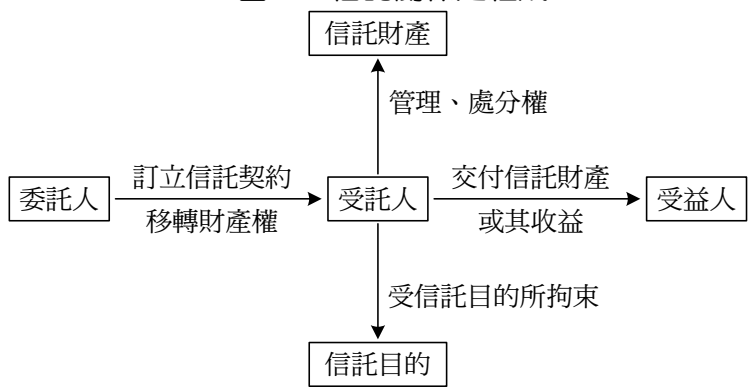 信託財產
管理、處分權
訂立信託契約
交付信託財產
委託人
受託人
受益人
移轉財產權
或其收益
受信託目的所拘束
信託目的